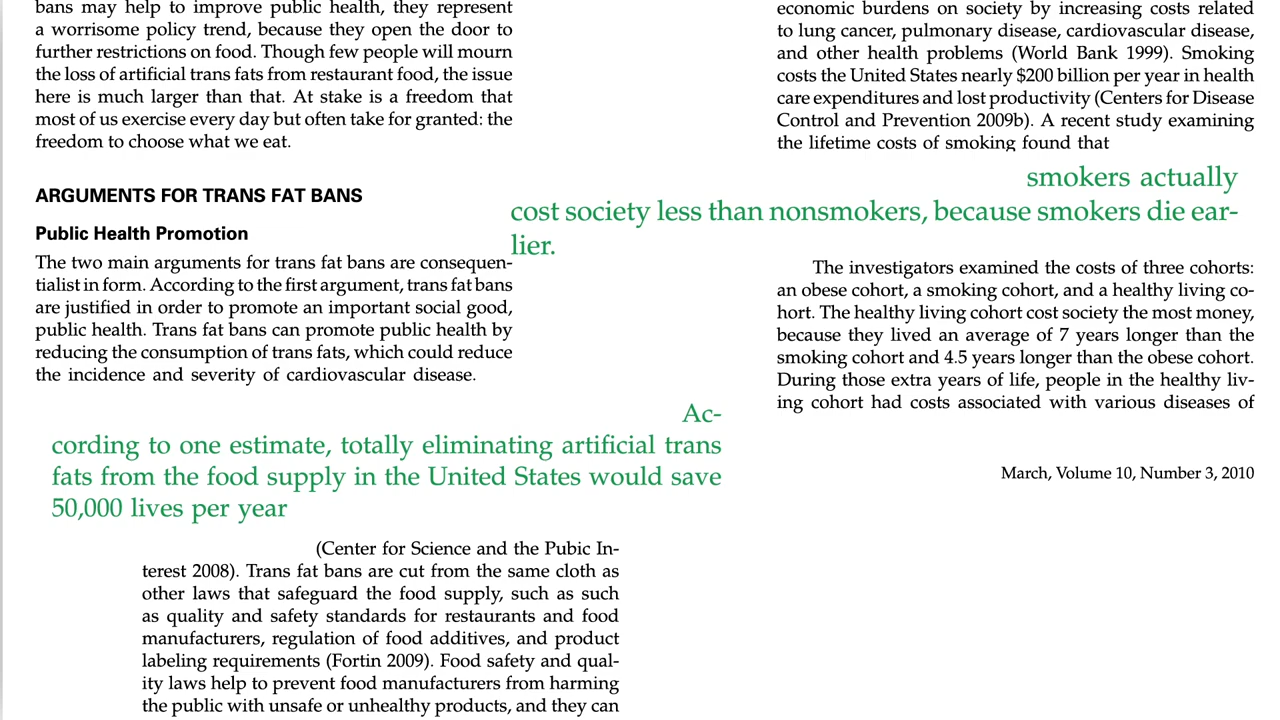 bans may help to improve public health, they represent
a worrisome policy trend, because they open the door to
further restrictions on food. Though few people will mourn
the loss of artificial trans fats from restaurant food, the issue
here is much larger than that. At stake is a freedom that
most of us exercise every day but often take for granted: the
freedom to choose what we eat.
ARGUMENTS FOR TRANS FAT BANS
Public Health Promotion
The two main arguments for trans fat bans are consequen-
tialist in form. According to the first argument, trans fat bans
are justified in order to promote an important social good,
public health. Trans fat bans can promote public health by
reducing the consumption of trans fats, which could reduce
the incidence and severity of cardiovascular disease.
Ac-
cording to one estimate, totally eliminating artificial trans
fats from the food supply in the United States would save
50,000 lives per year
(Center for Science and the Pubic In-
terest 2008). Trans fat bans are cut from the same cloth as
other laws that safeguard the food supply, such as such
as quality and safety standards for restaurants and food
manufacturers, regulation of food additives, and product
labeling requirements (Fortin 2009). Food safety and qual-
ity laws help to prevent food manufacturers from harming
the public with unsafe or unhealthy products, and they can
economic burdens on society by increasing costs related
to lung cancer, pulmonary disease, cardiovascular disease,
and other health problems (World Bank 1999). Smoking
costs the United States nearly $200 billion per year in health
care expenditures and lost productivity (Centers for Disease
Control and Prevention 2009b). A recent study examining
the lifetime costs of smoking found that
smokers actually
cost society less than nonsmokers, because smokers die ear-
lier.
The investigators examined the costs of three cohorts:
an obese cohort, a smoking cohort, and a healthy living co-
hort. The healthy living cohort cost society the most money,
because they lived an average of 7 years longer than the
smoking cohort and 4.5 years longer than the obese cohort.
During those extra years of life, people in the healthy liv-
ing cohort had costs associated with various diseases of
March, Volume 10, Number 3, 2010